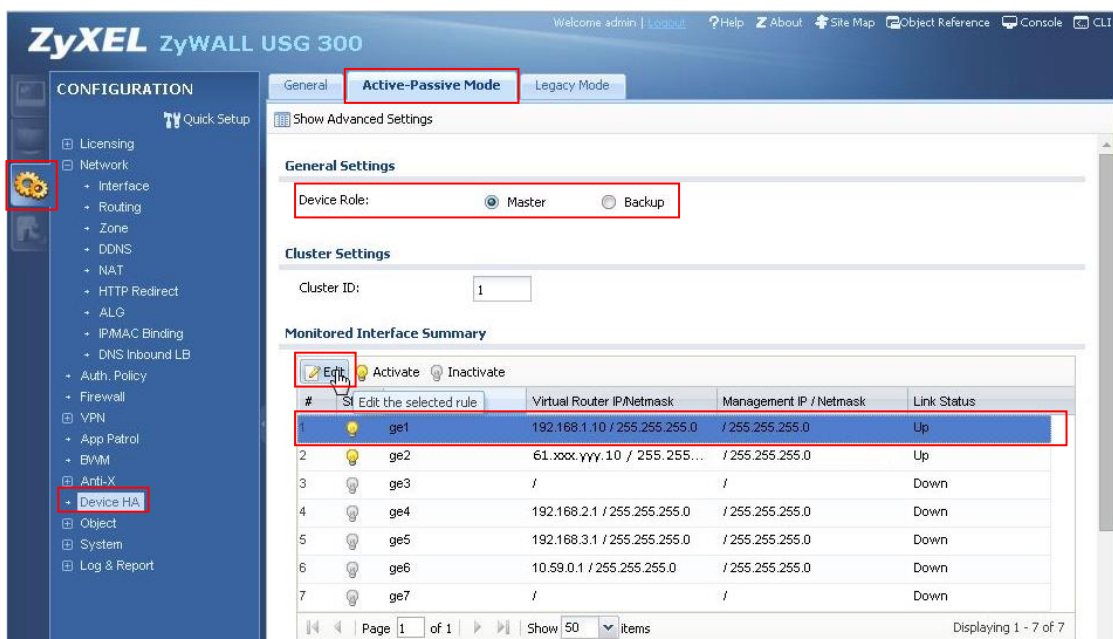 Welcome admin | Logout ?Help Z About Site Map Object Reference Console CLI
ZyXEL ZyWALL USG 300
CONFIGURATION
Quick Setup
Licensing
Network
Interface
Routing
Zone
DDNS
NAT
HTTP Redirect
ALG
IP/MAC Binding
DNS Inbound LB
Auth. Policy
Firewall
VPN
App Patrol
BWM
Anti-X
Device HA
Object
System
Log & Report
General Active-Passive Mode Legacy Mode
Show Advanced Settings
General Settings
Device Role: Master Backup
Cluster Settings
Cluster ID: 1
Monitored Interface Summary
Edit Activate Inactivate
# Edit the selected rule Virtual Router IP/Netmask Management IP / Netmask Link Status
1 ge1 192.168.1.10 / 255.255.255.0 / 255.255.255.0 Up
2 ge2 61.xxx.yyy.10 / 255.255... / 255.255.255.0 Up
3 ge3 / / Down
4 ge4 192.168.2.1 / 255.255.255.0 / 255.255.255.0 Down
5 ge5 192.168.3.1 / 255.255.255.0 / 255.255.255.0 Down
6 ge6 10.59.0.1 / 255.255.255.0 / 255.255.255.0 Down
7 ge7 / / Down
Page 1 of 1 Show 50 items Displaying 1 - 7 of 7